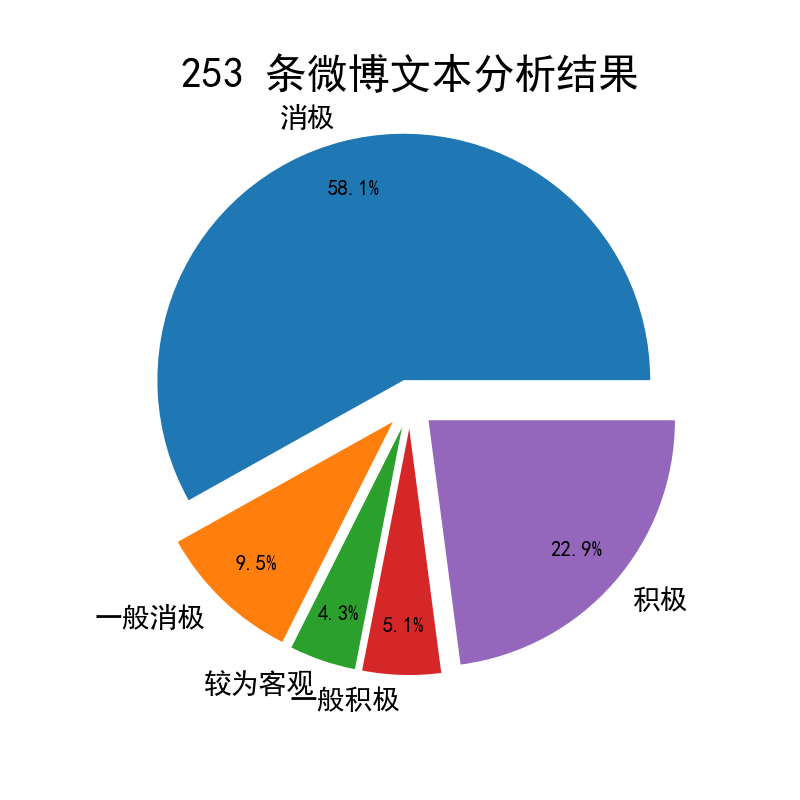 253 条微博文本分析结果
消极
58.1%
9.5%
一般消极
4.3%
较为客观
5.1%
一般积极
22.9%
积极